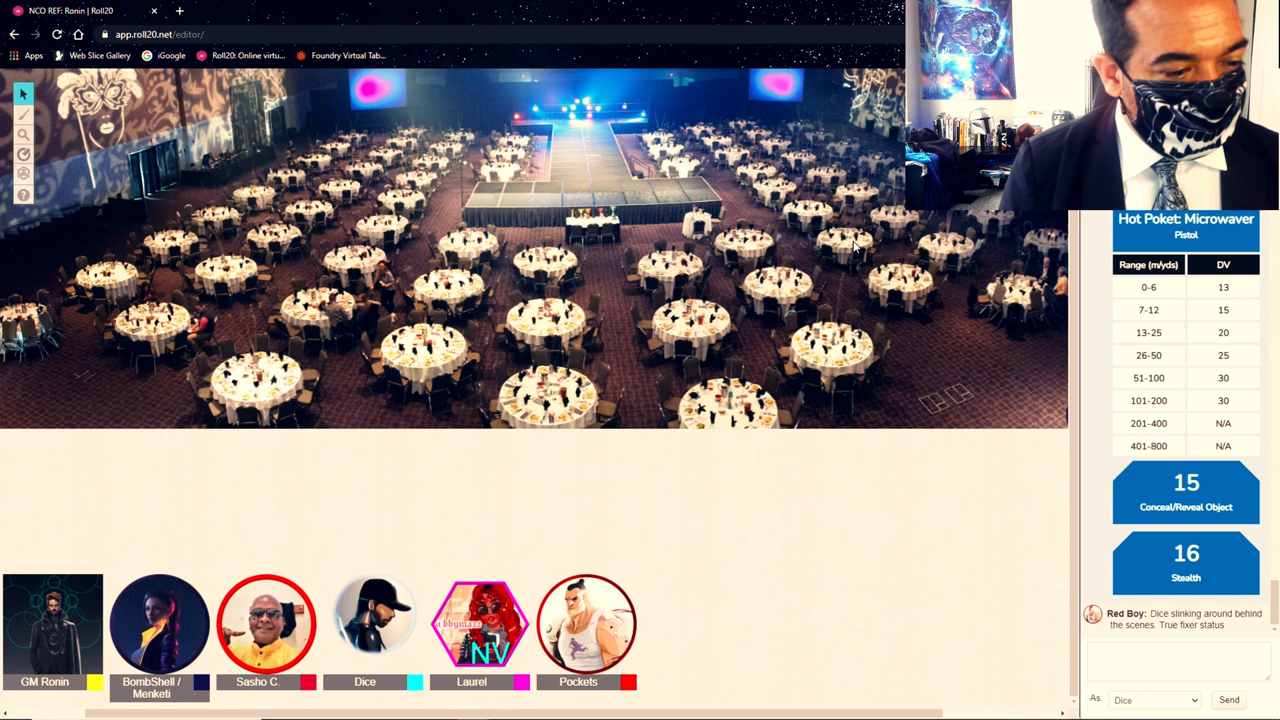 NCO REF: Ronin | Roll20
app.roll20.net/editor/
Apps
Web Slice Gallery
iGoogle
Roll20: Online virtu...
Foundry Virtual Tab...
Hot Poket: Microwaver
Pistol
Range (m/yds) DV
0-6 13
7-12 15
13-25 20
26-50 25
51-100 30
101-200 30
201-400 N/A
401-800 N/A
15
Conceal/Reveal Object
16
Stealth
Red Boy: Dice slinking around behind
the scenes. True fixer status
As: Dice Send
NV
GM Ronin
BombShell /
Menketi
Sasho C.
Dice
Laurel
Pockets